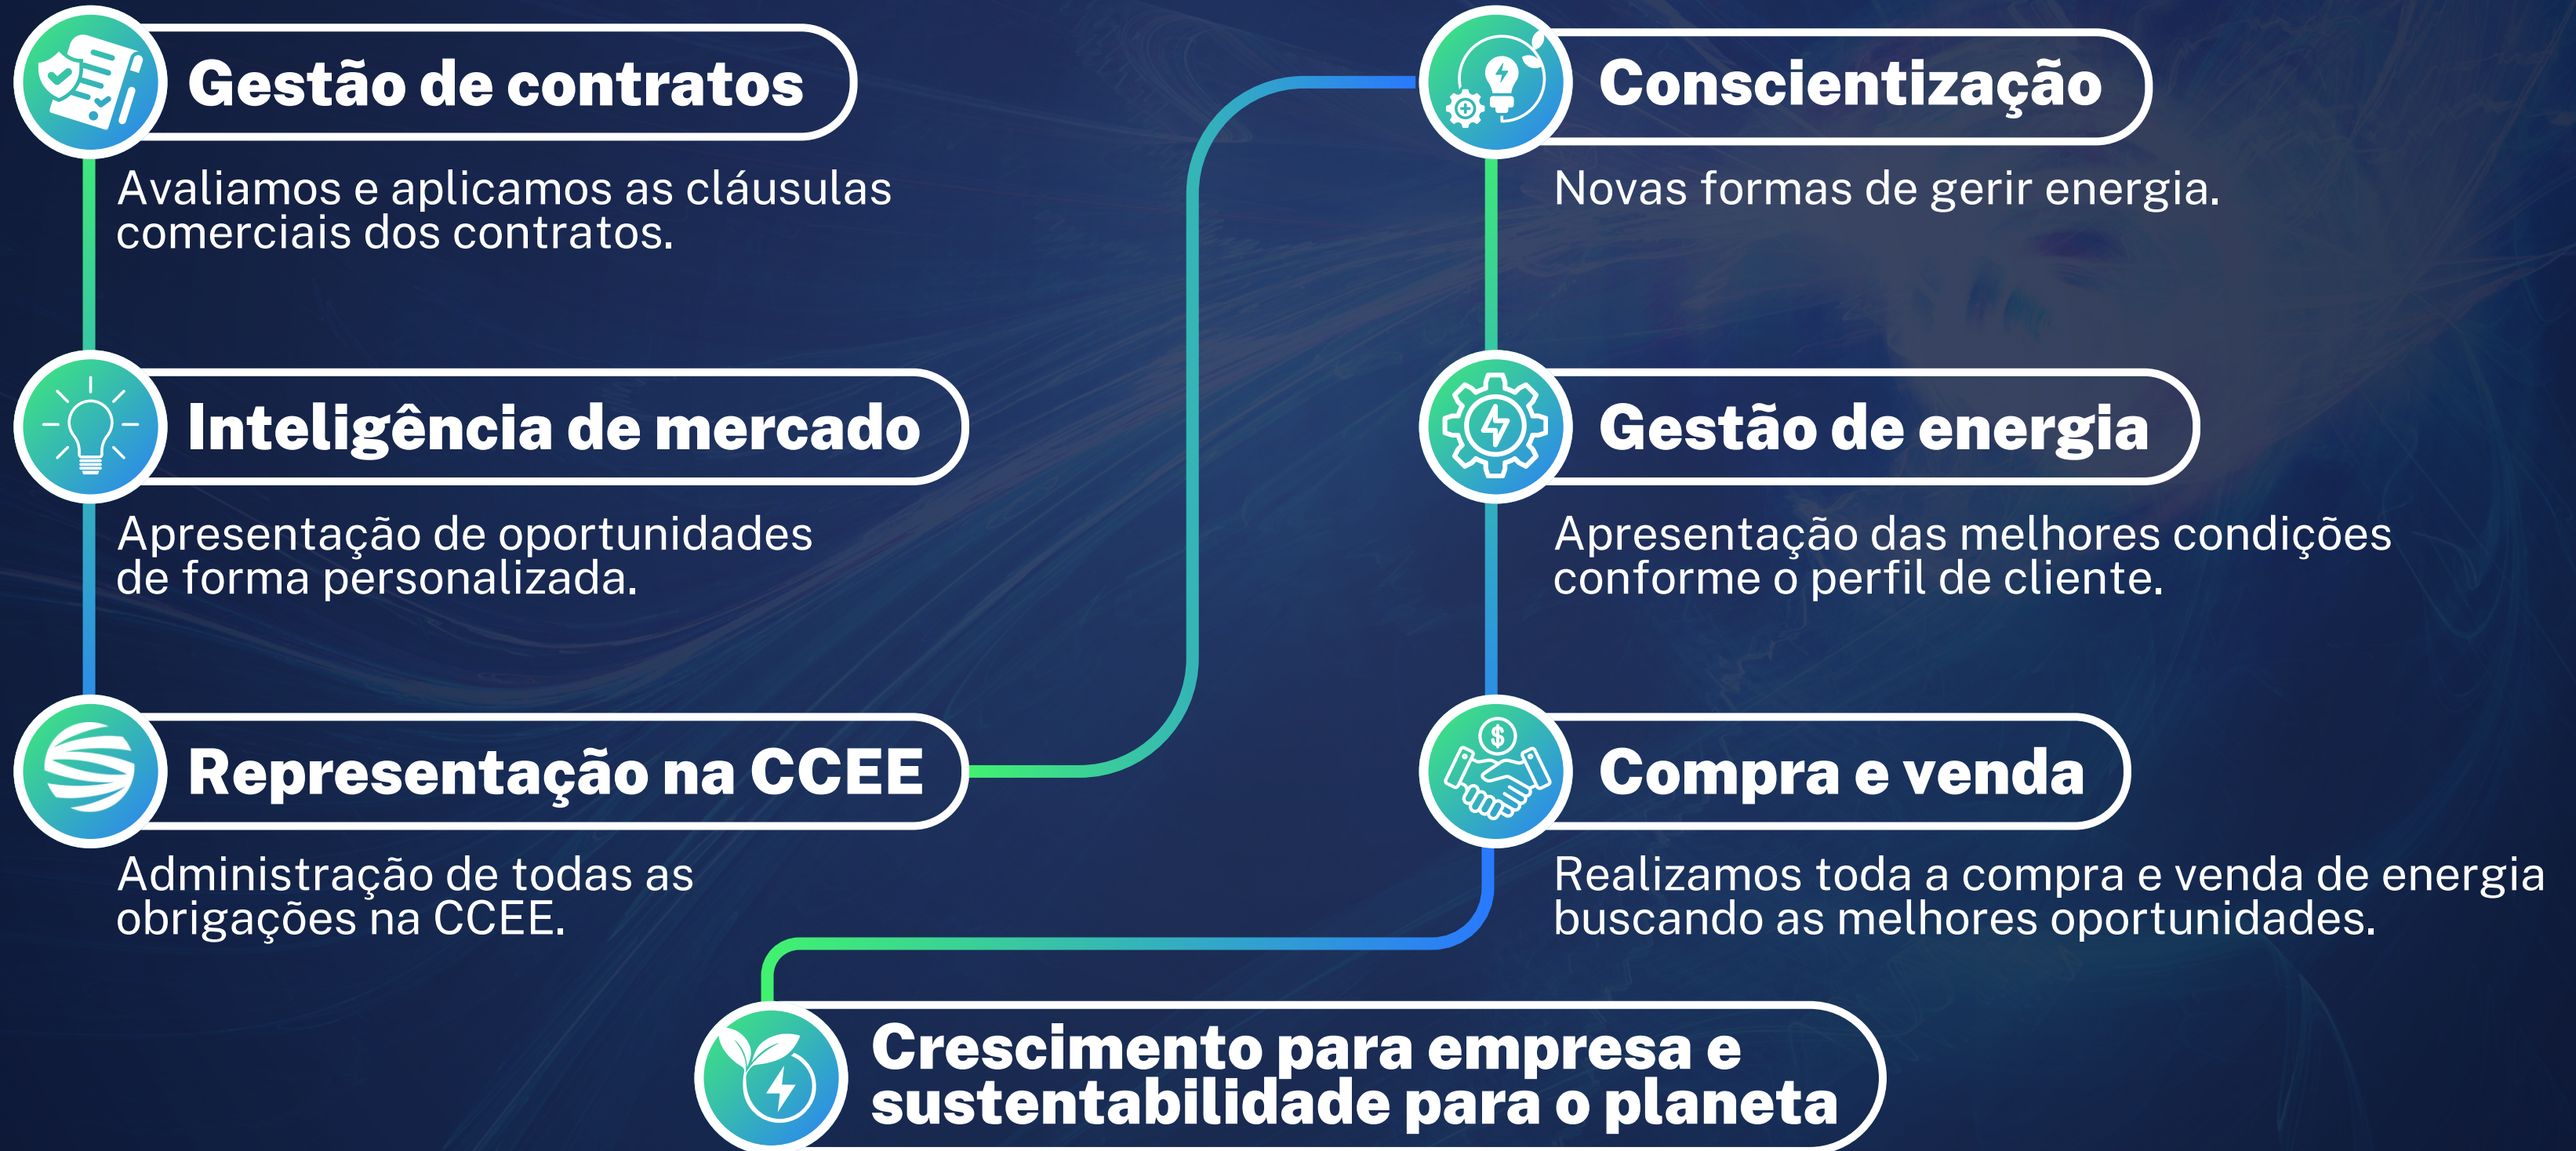 Gestão de contratos
Avaliamos e aplicamos as cláusulas
comerciais dos contratos.
Inteligência de mercado
Apresentação de oportunidades
de forma personalizada.
Representação na CCEE
Administração de todas as
obrigações na CCEE.
Conscientização
Novas formas de gerir energia.
Gestão de energia
Apresentação das melhores condições
conforme o perfil de cliente.
Compra e venda
Realizamos toda a compra e venda de energia
buscando as melhores oportunidades.
Crescimento para empresa e
sustentabilidade para o planeta